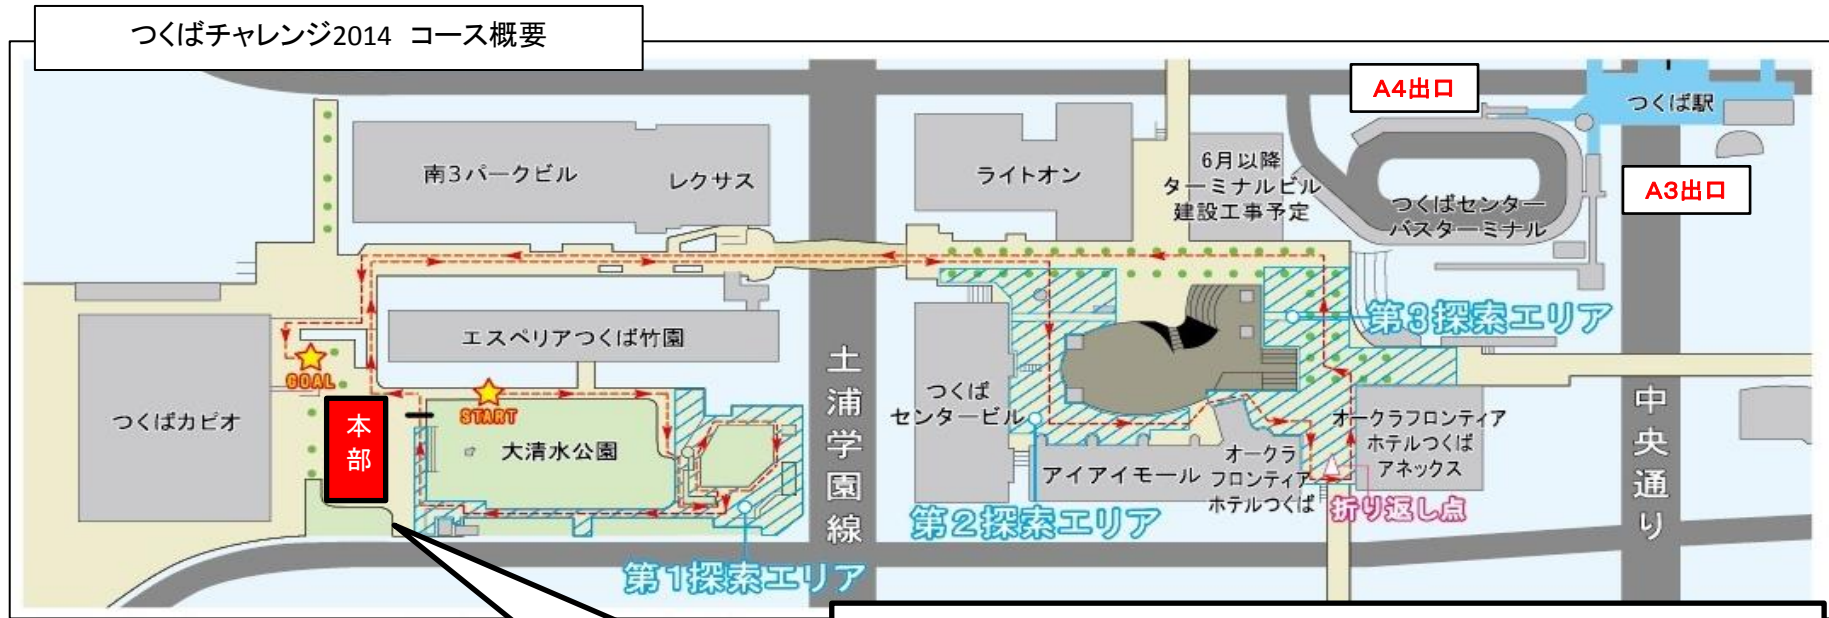 つくばチャレンジ2014 コース概要
A4出口
つくば駅
A3出口
南3パークビル
レクサス
ライトオン
6月以降
ターミナルビル
建設工事予定
つくばセンター
バスターミナル
第3探索エリア
エスペリアつくば竹園
GOAL
START
つくばカピオ
本部
大清水公園
土浦学園線
つくば
センタービル
アイアイモール
オークラ
フロンティア
ホテルつくば
オークラフロンティア
ホテルつくば
アネックス
中央通り
折り返し点
第2探索エリア
第1探索エリア